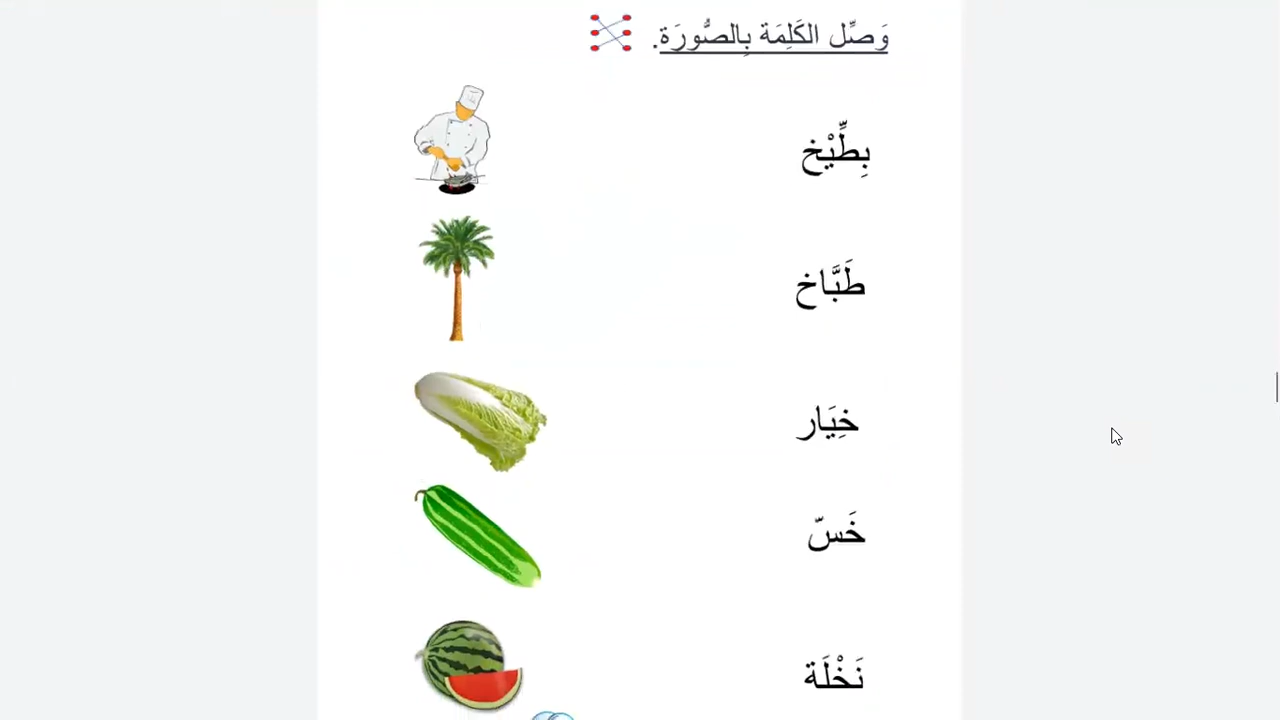 وَصِّل الكَلِمَة بِالصُّورَة.
بِطِّيْخ
طَبَّاخ
خِيَار
خَسّ
نَخْلَة